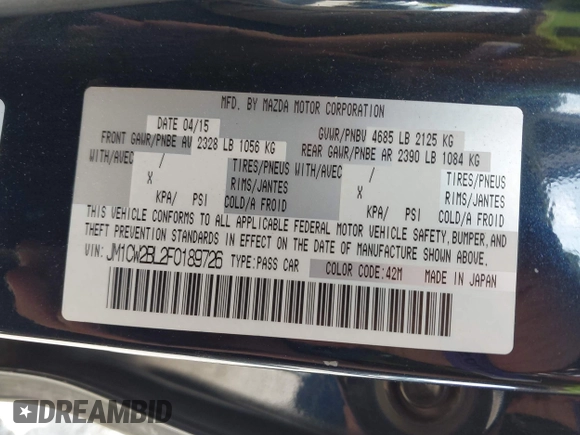 MFD. BY MAZDA MOTOR CORPORATION
DATE 04/15 GVWR/PNBV 4685 LB 2125 KG
FRONT GAWR/PNBE AV 2328 LB 1056 KG REAR GAWR/PNBE AR 2390 LB 1084 KG
WITH/AVEC / TIRES/PNEUS WITH/AVEC / TIRES/PNEUS
X RIMS/JANTES X RIMS/JANTES
KPA/ PSI COLD/A FROID KPA/ PSI COLD/A FROID
THIS VEHICLE CONFORMS TO ALL APPLICABLE FEDERAL MOTOR VEHICLE SAFETY, BUMPER, AND
THEFT PREVENTION STANDARDS IN EFFECT ON THE DATE OF MANUFACTURE SHOWN ABOVE.
VIN: JM1CW2BL2F0189726 TYPE:PASS CAR COLOR CODE:42M MADE IN JAPAN
DREAMBID